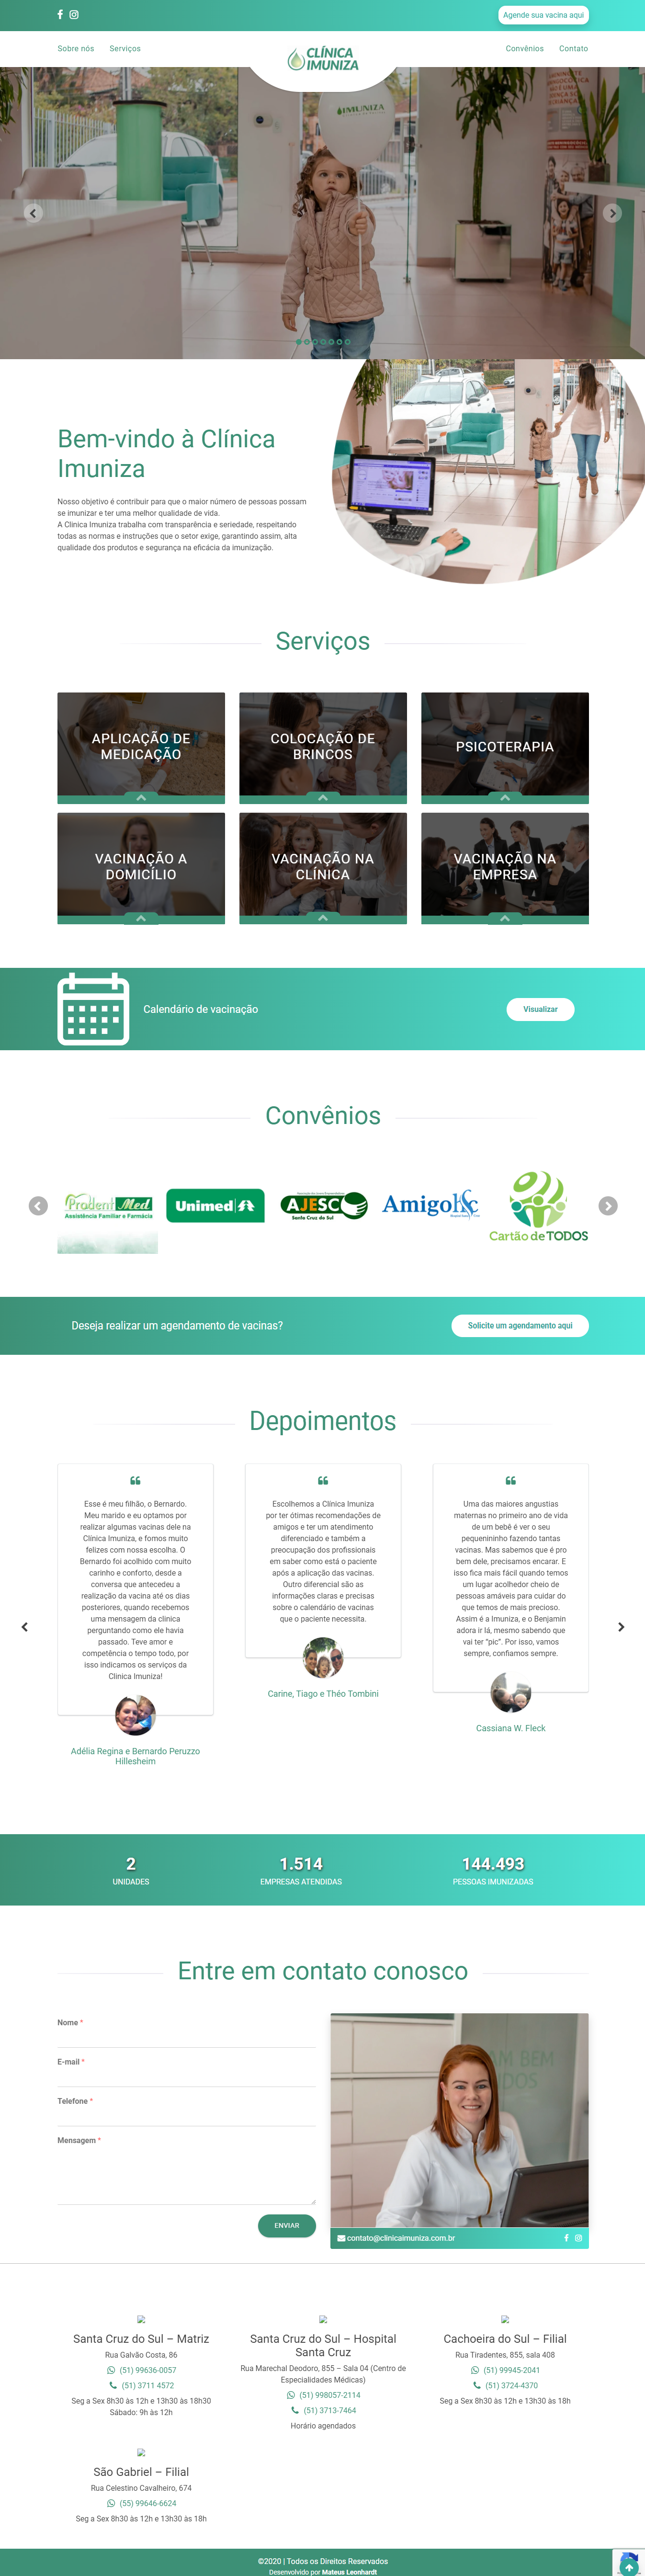 Agende sua vacina aqui
Sobre nós
Serviços
CLÍNICA
IMUNIZA
Convênios
Contato
IMUNIZA
Bem-vindo à Clínica
Imuniza
Nosso objetivo é contribuir para que o maior número de pessoas possam
se imunizar e ter uma melhor qualidade de vida.
A Clínica Imuniza trabalha com transparência e seriedade, respeitando
todas as normas e instruções que o setor exige, garantindo assim, alta
qualidade dos produtos e segurança na eficácia da imunização.
Serviços
APLICAÇÃO DE
MEDICAÇÃO
COLOCAÇÃO DE
BRINCOS
PSICOTERAPIA
VACINAÇÃO A
DOMICÍLIO
VACINAÇÃO NA
CLÍNICA
VACINAÇÃO NA
EMPRESA
Calendário de vacinação
Visualizar
Convênios
Prudent Med
Assistência Familiar e Farmácia
Unimed
AJESC
Santa Cruz do Sul
Amigo
Cartão de TODOS
Deseja realizar um agendamento de vacinas?
Solicite um agendamento aqui
Depoimentos
Esse é meu filhão, o Bernardo.
Meu marido e eu optamos por
realizar algumas vacinas dele na
Clínica Imuniza, e fomos muito
felizes com nossa escolha. O
Bernardo foi acolhido com muito
carinho e conforto, desde a
conversa que antecedeu a
realização da vacina até os dias
posteriores, quando recebemos
uma mensagem da clínica
perguntando como ele havia
passado. Teve amor e
competência o tempo todo, por
isso indicamos os serviços da
Clínica Imuniza!
Adélia Regina e Bernardo Peruzzo
Hillesheim
Escolhemos a Clínica Imuniza
por ter ótimas recomendações de
amigos e ter um atendimento
diferenciado e também a
preocupação dos profissionais
em saber como está o paciente
após a aplicação das vacinas.
Outro diferencial são as
informações claras e precisas
sobre o calendário de vacinas
que o paciente necessita.
Carine, Tiago e Théo Tombini
Uma das maiores angustias
maternas no primeiro ano de vida
de um bebê é ver o seu
pequenininho fazendo tantas
vacinas. Mas sabemos que é pro
bem dele, precisamos encarar. E
isso fica mais fácil quando temos
um lugar acolhedor cheio de
pessoas amáveis para cuidar do
que temos de mais precioso.
Assim é a Imuniza, e o Benjamin
adora ir lá, mesmo sabendo que
vai ter "pic". Por isso, vamos
sempre, confiamos sempre.
Cassiana W. Fleck
2
UNIDADES
1.514
EMPRESAS ATENDIDAS
144.493
PESSOAS IMUNIZADAS
Entre em contato conosco
Nome *
E-mail *
Telefone *
Mensagem *
ENVIAR
contato@clinicaimuniza.com.br
Santa Cruz do Sul – Matriz
Rua Galvão Costa, 86
(51) 99636-0057
(51) 3711 4572
Seg a Sex 8h30 às 12h e 13h30 às 18h30
Sábado: 9h às 12h
Santa Cruz do Sul – Hospital
Santa Cruz
Rua Marechal Deodoro, 855 – Sala 04 (Centro de
Especialidades Médicas)
(51) 998057-2114
(51) 3713-7464
Horário agendados
Cachoeira do Sul – Filial
Rua Tiradentes, 855, sala 408
(51) 99945-2041
(51) 3724-4370
Seg a Sex 8h30 às 12h e 13h30 às 18h
São Gabriel – Filial
Rua Celestino Cavalheiro, 674
(55) 99646-6624
Seg a Sex 8h30 às 12h e 13h30 às 18h
©2020 | Todos os Direitos Reservados
Desenvolvido por Mateus Leonhardt